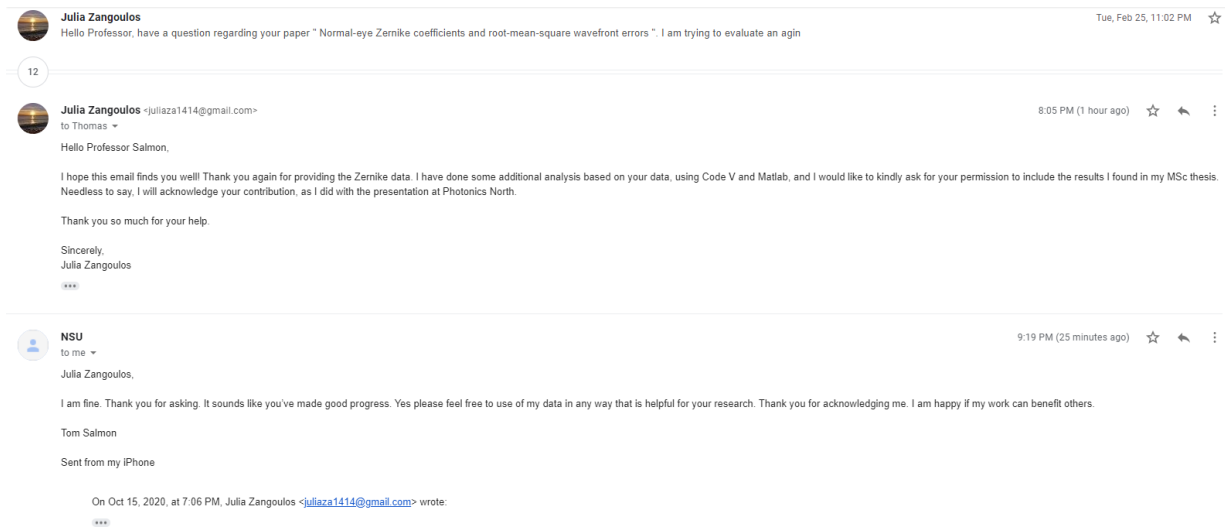 Julia Zangoulos
Tue, Feb 25, 11:02 PM
Hello Professor, have a question regarding your paper " Normal-eye Zernike coefficients and root-mean-square wavefront errors ". I am trying to evaluate an agin
12
Julia Zangoulos <juliaza1414@gmail.com>
8:05 PM (1 hour ago)
to Thomas
Hello Professor Salmon,
I hope this email finds you well! Thank you again for providing the Zernike data. I have done some additional analysis based on your data, using Code V and Matlab, and I would like to kindly ask for your permission to include the results I found in my MSc thesis.
Needless to say, I will acknowledge your contribution, as I did with the presentation at Photonics North.
Thank you so much for your help.
Sincerely,
Julia Zangoulos
NSU
9:19 PM (25 minutes ago)
to me
Julia Zangoulos,
I am fine. Thank you for asking. It sounds like you've made good progress. Yes please feel free to use of my data in any way that is helpful for your research. Thank you for acknowledging me. I am happy if my work can benefit others.
Tom Salmon
Sent from my iPhone
On Oct 15, 2020, at 7:06 PM, Julia Zangoulos <juliaza1414@gmail.com> wrote: